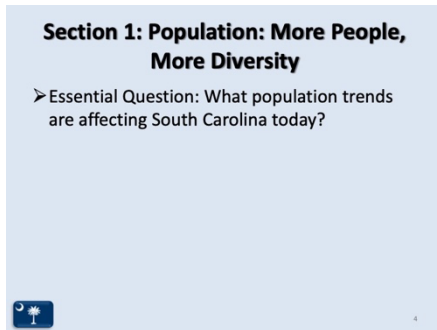 Section 1: Population: More People,
More Diversity
➢Essential Question: What population trends
are affecting South Carolina today?
4